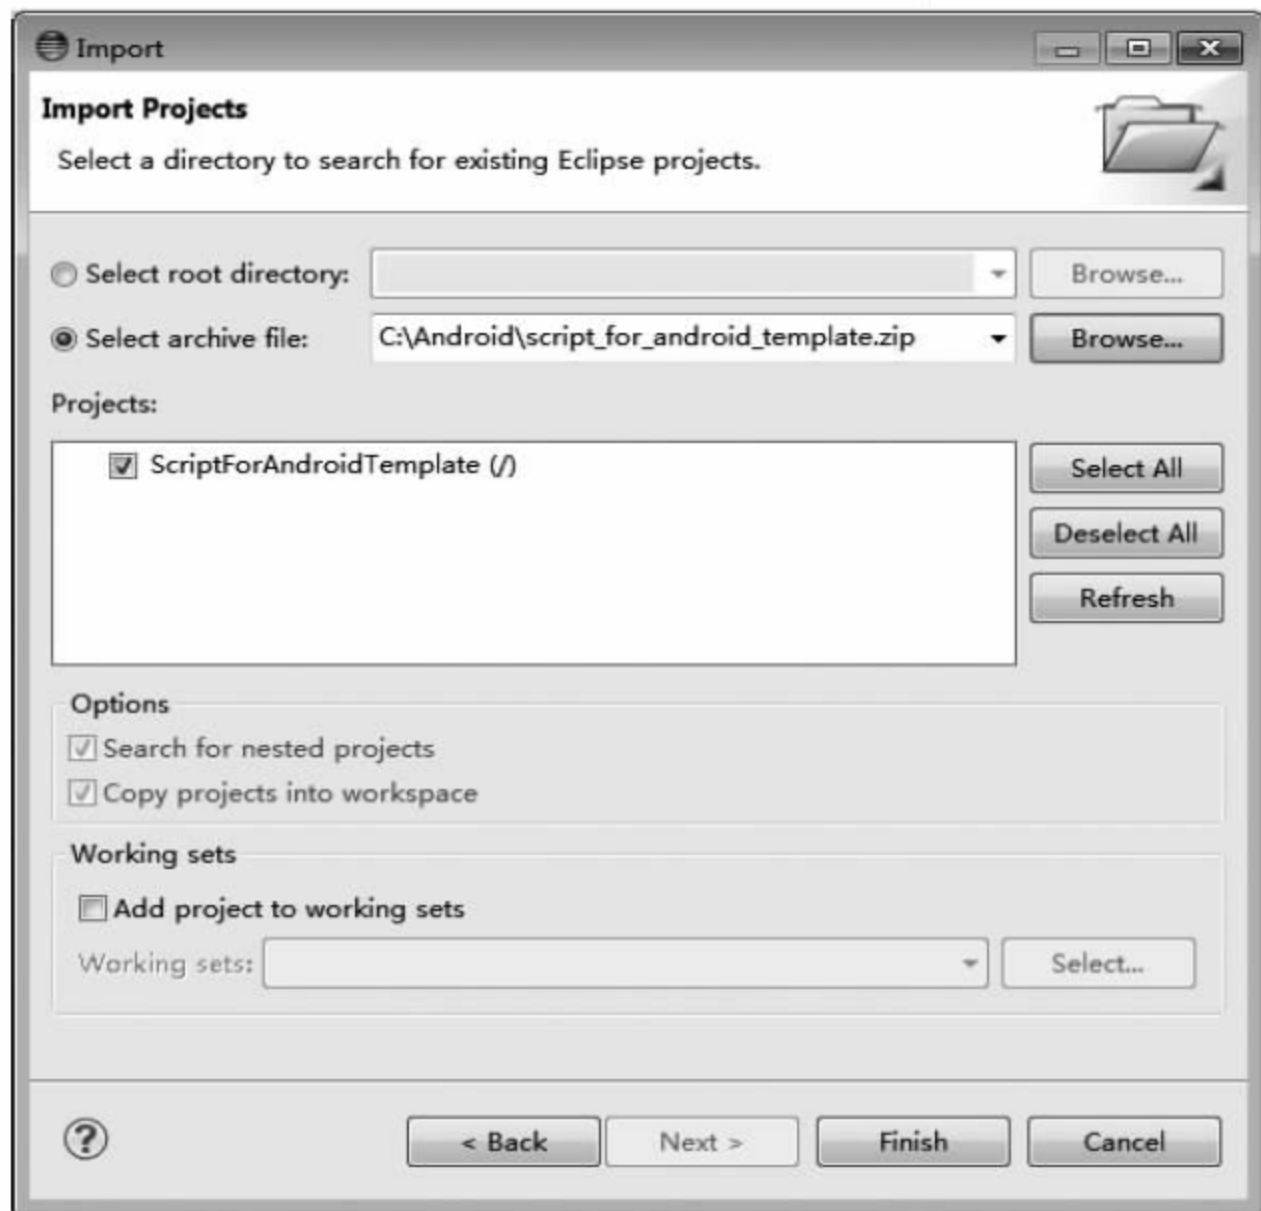 Import
Import Projects
Select a directory to search for existing Eclipse projects.
Select root directory: Browse...
Select archive file: C:\Android\script_for_android_template.zip Browse...
Projects:
ScriptForAndroidTemplate (/) Select All
Deselect All
Refresh
Options
Search for nested projects
Copy projects into workspace
Working sets
Add project to working sets
Working sets: Select...
? < Back Next > Finish Cancel